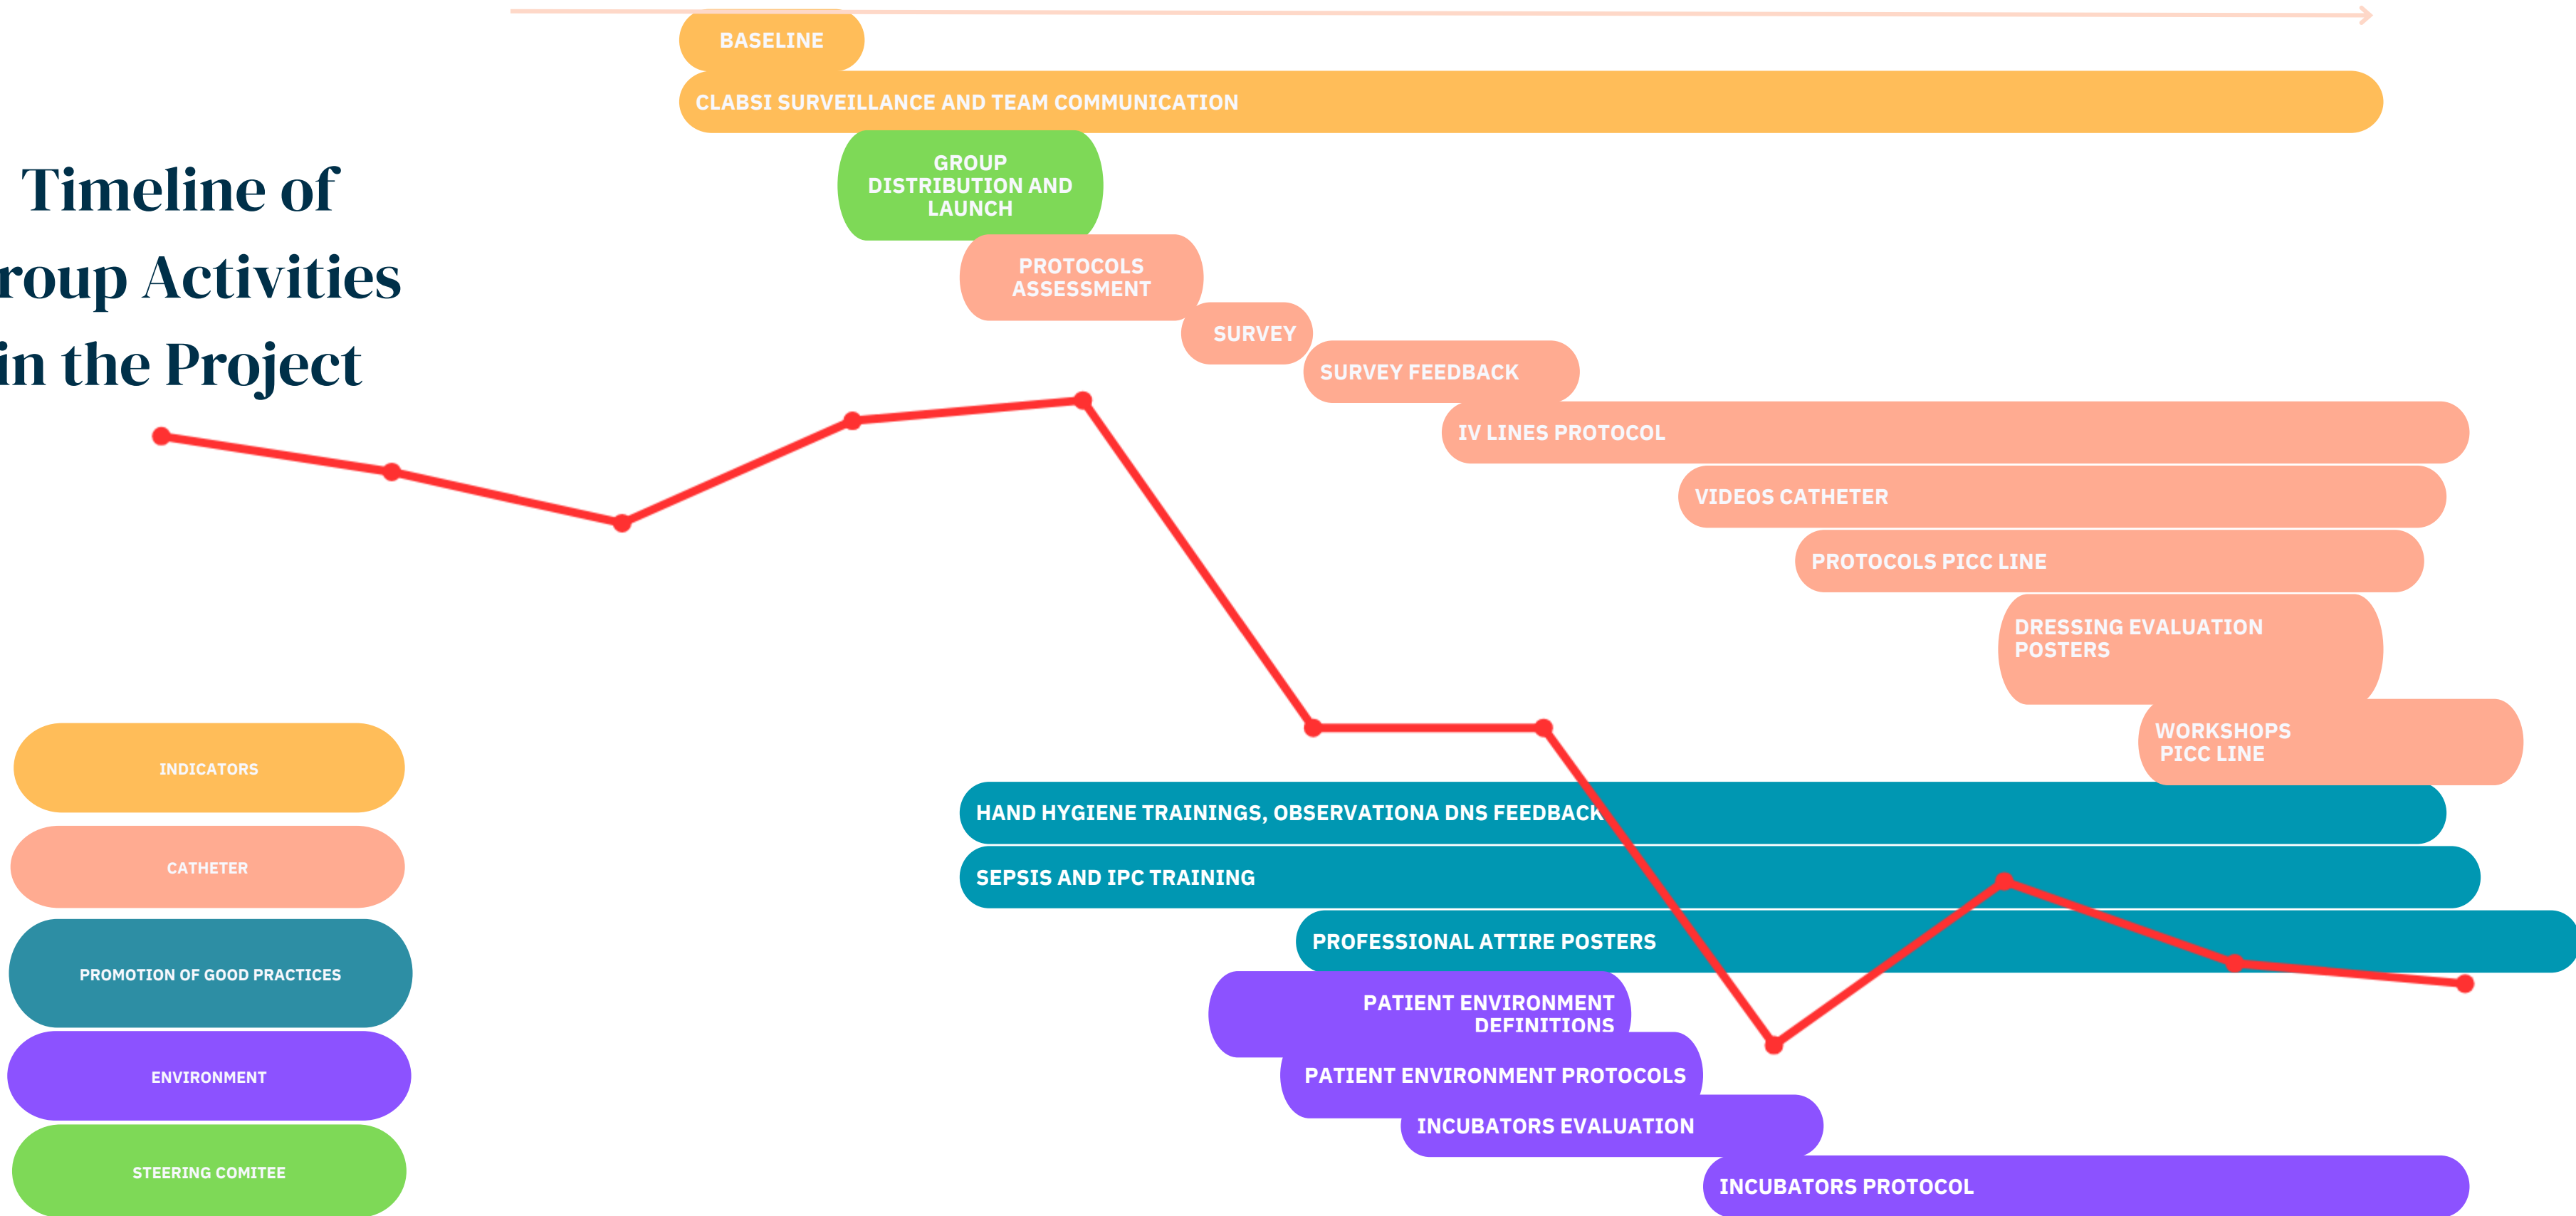 BASELINE
CLABSI SURVEILLANCE AND TEAM COMMUNICATION
GROUP
DISTRIBUTION AND
LAUNCH
Timeline of
roup Activities
in the Project
PROTOCOLS
ASSESSMENT
SURVEY
SURVEY FEEDBACK
IV LINES PROTOCOL
VIDEOS CATHETER
PROTOCOLS PICC LINE
DRESSING EVALUATION
POSTERS
WORKSHOPS
PICC LINE
HAND HYGIENE TRAININGS, OBSERVATIONA DNS FEEDBACK
SEPSIS AND IPC TRAINING
PROFESSIONAL ATTIRE POSTERS
PATIENT ENVIRONMENT
DEFINITIONS
PATIENT ENVIRONMENT PROTOCOLS
INCUBATORS EVALUATION
INCUBATORS PROTOCOL
INDICATORS
CATHETER
PROMOTION OF GOOD PRACTICES
ENVIRONMENT
STEERING COMITEE